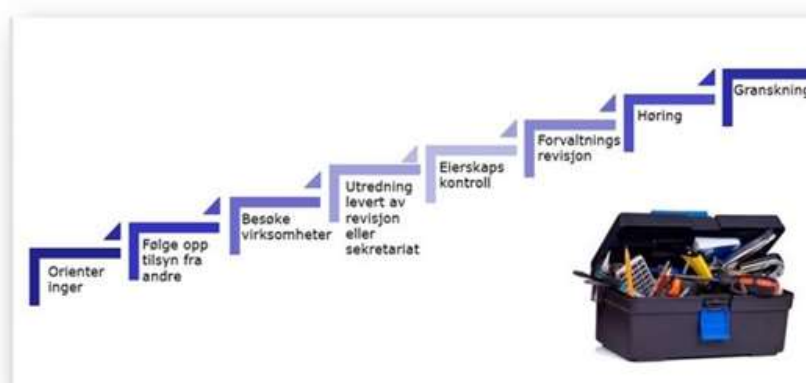 Orienter
inger
Følge opp
tilsyn fra
andre
Besøke
virksomheter
Utredning
levert av
revisjon
eller
sekretariat
Eierskaps
kontroll
Forvaltnings
revisjon
Høring
Granskning